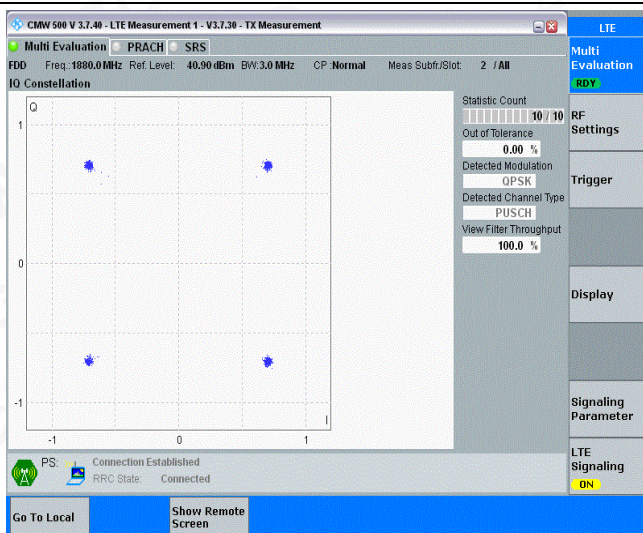 CMW 500 V 3.7.40 - LTE Measurement 1 - V3.7.30 - TX Measurement
LTE
Multi Evaluation PRACH SRS
FDD Freq.:1880.0 MHz Ref. Level: 40.90 dBm BW:3.0 MHz CP :Normal Meas Subfr./Slot: 2 / All
IQ Constellation
Multi
Evaluation
RDY
Q
1
0
-1
-1
0
1
I
Statistic Count
10 / 10
Out of Tolerance
0.00 %
Detected Modulation
QPSK
Detected Channel Type
PUSCH
View Filter Throughput
100.0 %
RF
Settings
Trigger
Display
Signaling
Parameter
LTE
Signaling
ON
PS: Connection Established
RRC State: Connected
Go To Local
Show Remote
Screen